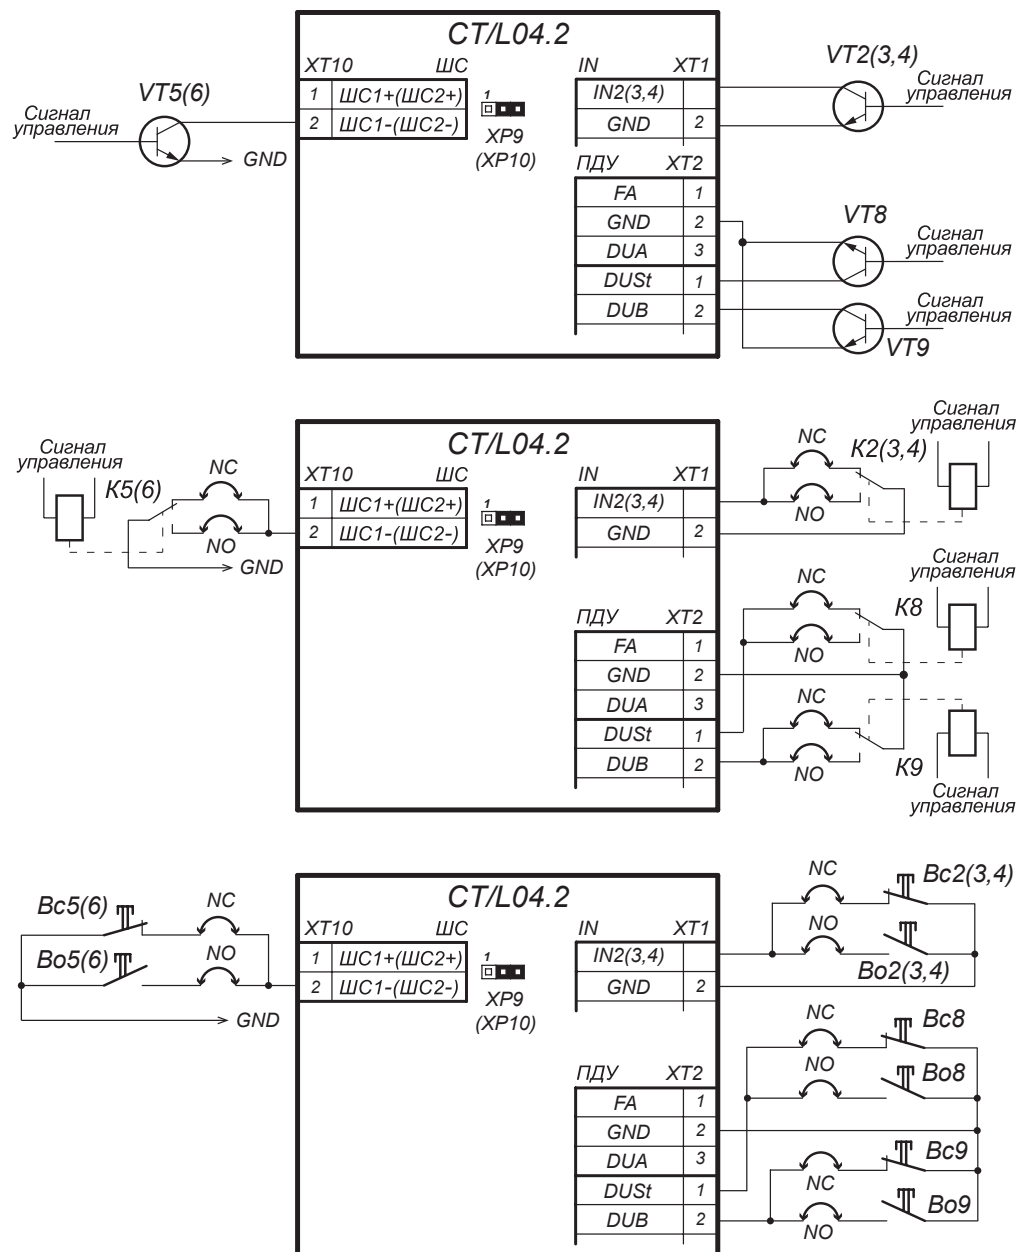 CT/L04.2
XT10 ШС
1 ШС1+(ШС2+)
2 ШС1-(ШС2-)
1
XP9
(XP10)
VT5(6)
Сигнал
управления
GND
IN XT1
IN2(3,4)
GND 2
ПДУ XT2
FA 1
GND 2
DUA 3
DUSt 1
DUB 2
VT2(3,4)
Сигнал
управления
VT8
Сигнал
управления
Сигнал
управления
VT9
CT/L04.2
Сигнал
управления
K5(6)
NC
NO
GND
XT10 ШС
1 ШС1+(ШС2+)
2 ШС1-(ШС2-)
1
XP9
(XP10)
IN XT1
IN2(3,4)
GND 2
ПДУ XT2
FA 1
GND 2
DUA 3
DUSt 1
DUB 2
Сигнал
управления
NC
K2(3,4)
NO
Сигнал
управления
NC
K8
NO
NC
K9
NO
Сигнал
управления
CT/L04.2
Bc5(6)
NC
Bo5(6)
NO
GND
XT10 ШС
1 ШС1+(ШС2+)
2 ШС1-(ШС2-)
1
XP9
(XP10)
IN XT1
IN2(3,4)
GND 2
ПДУ XT2
FA 1
GND 2
DUA 3
DUSt 1
DUB 2
NC
Bc2(3,4)
NO
Bo2(3,4)
NC
Bc8
NO
Bo8
Bc9
NC
Bo9
NO